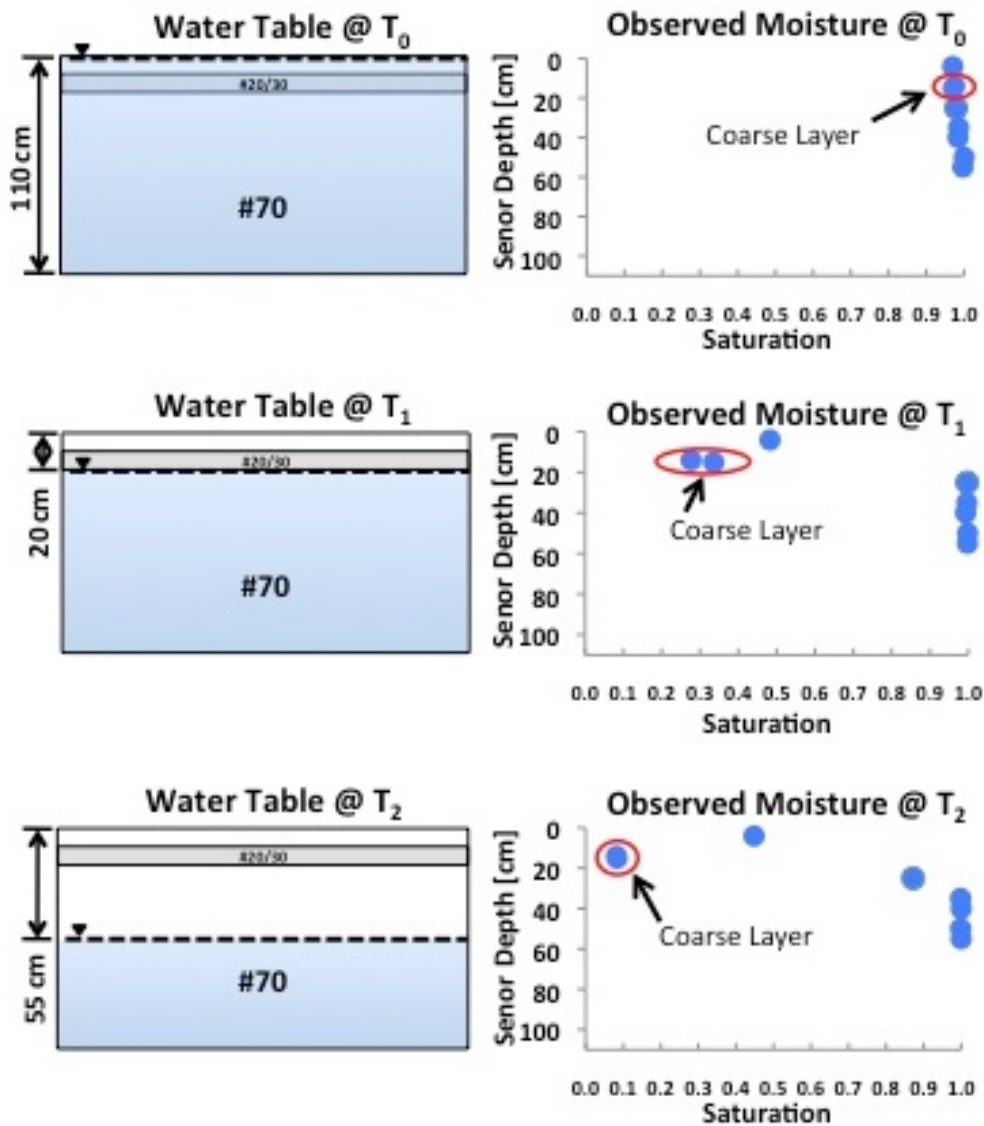 Water Table @ T0
110 cm
#20/30
#70
Observed Moisture @ T0
Senor Depth [cm]
0
20
40
60
80
100
Coarse Layer
0.0 0.1 0.2 0.3 0.4 0.5 0.6 0.7 0.8 0.9 1.0
Saturation
Water Table @ T1
20 cm
#20/30
#70
Observed Moisture @ T1
Senor Depth [cm]
0
20
40
60
80
100
Coarse Layer
0.0 0.1 0.2 0.3 0.4 0.5 0.6 0.7 0.8 0.9 1.0
Saturation
Water Table @ T2
55 cm
#20/30
#70
Observed Moisture @ T2
Senor Depth [cm]
0
20
40
60
80
100
Coarse Layer
0.0 0.1 0.2 0.3 0.4 0.5 0.6 0.7 0.8 0.9 1.0
Saturation